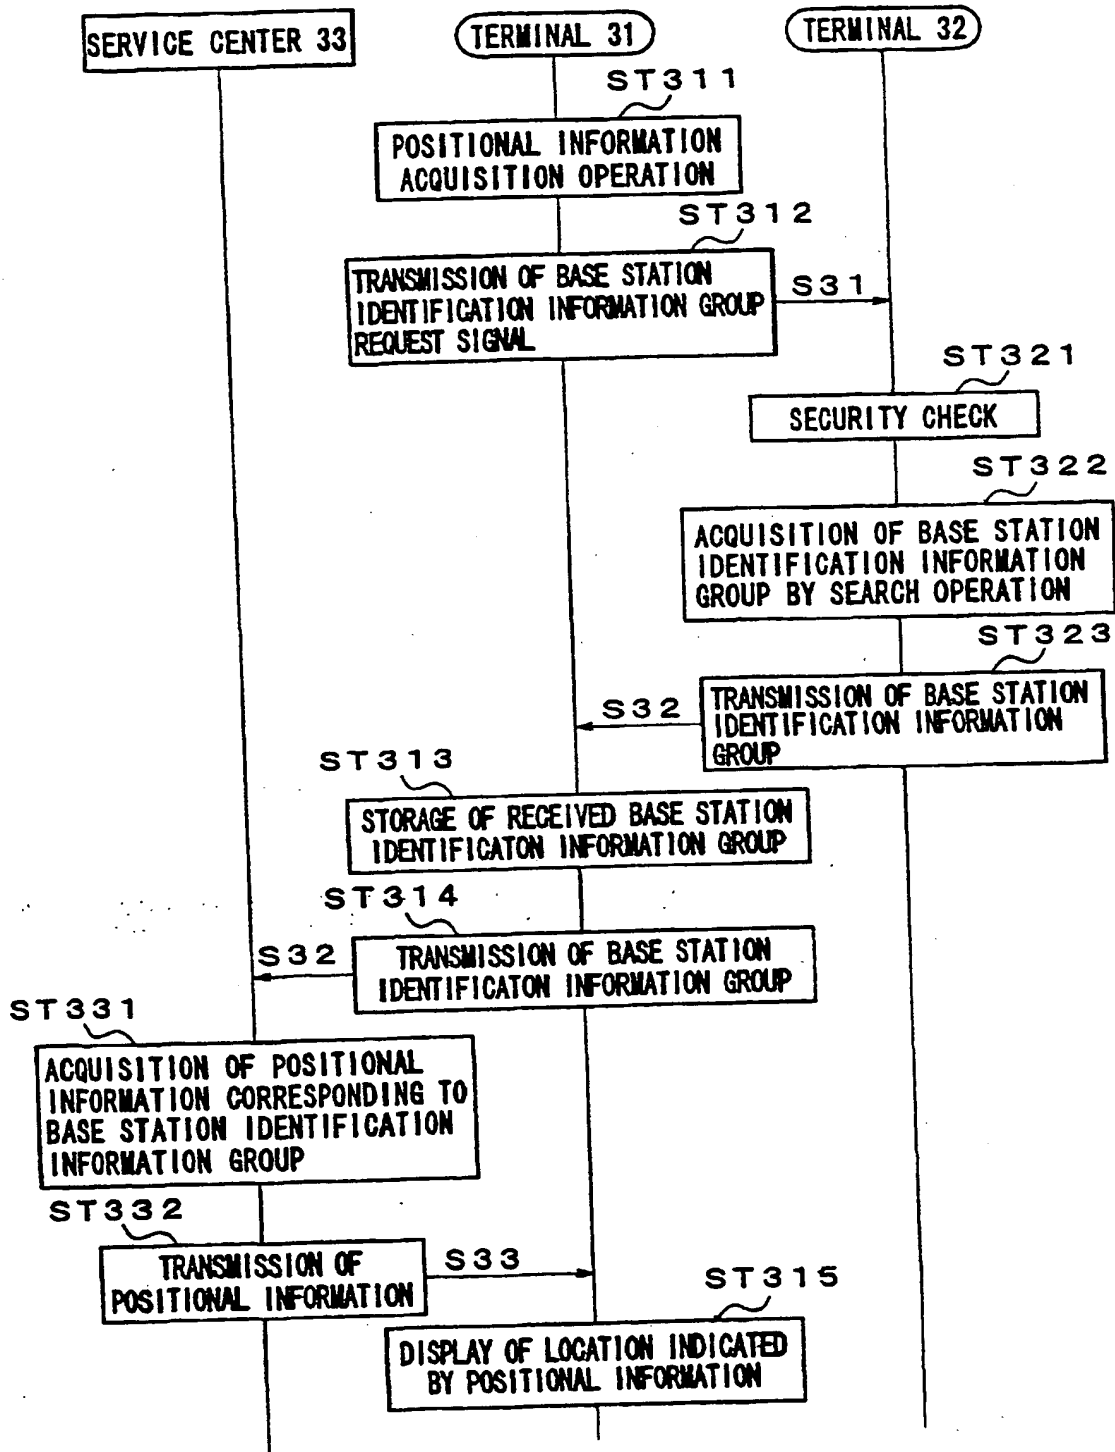 SERVICE CENTER 33
TERMINAL 31
TERMINAL 32
ST311
POSITIONAL INFORMATION
ACQUISITION OPERATION
ST312
TRANSMISSION OF BASE STATION
IDENTIFICATION INFORMATION GROUP
REQUEST SIGNAL
S31
ST321
SECURITY CHECK
ST322
ACQUISITION OF BASE STATION
IDENTIFICATION INFORMATION
GROUP BY SEARCH OPERATION
ST323
TRANSMISSION OF BASE STATION
IDENTIFICATION INFORMATION
GROUP
S32
ST313
STORAGE OF RECEIVED BASE STATION
IDENTIFICATON INFORMATION GROUP
ST314
TRANSMISSION OF BASE STATION
IDENTIFICATON INFORMATION GROUP
S32
ST331
ACQUISITION OF POSITIONAL
INFORMATION CORRESPONDING TO
BASE STATION IDENTIFICATION
INFORMATION GROUP
ST332
TRANSMISSION OF
POSITIONAL INFORMATION
S33
ST315
DISPLAY OF LOCATION INDICATED
BY POSITIONAL INFORMATION